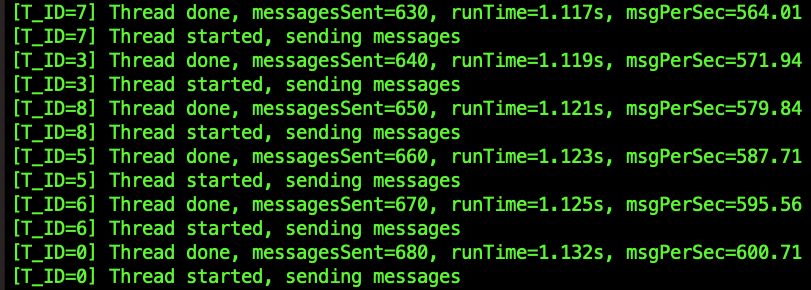 [T_ID=7] Thread done, messagesSent=630, runTime=1.117s, msgPerSec=564.01
[T_ID=7] Thread started, sending messages
[T_ID=3] Thread done, messagesSent=640, runTime=1.119s, msgPerSec=571.94
[T_ID=3] Thread started, sending messages
[T_ID=8] Thread done, messagesSent=650, runTime=1.121s, msgPerSec=579.84
[T_ID=8] Thread started, sending messages
[T_ID=5] Thread done, messagesSent=660, runTime=1.123s, msgPerSec=587.71
[T_ID=5] Thread started, sending messages
[T_ID=6] Thread done, messagesSent=670, runTime=1.125s, msgPerSec=595.56
[T_ID=6] Thread started, sending messages
[T_ID=0] Thread done, messagesSent=680, runTime=1.132s, msgPerSec=600.71
[T_ID=0] Thread started, sending messages